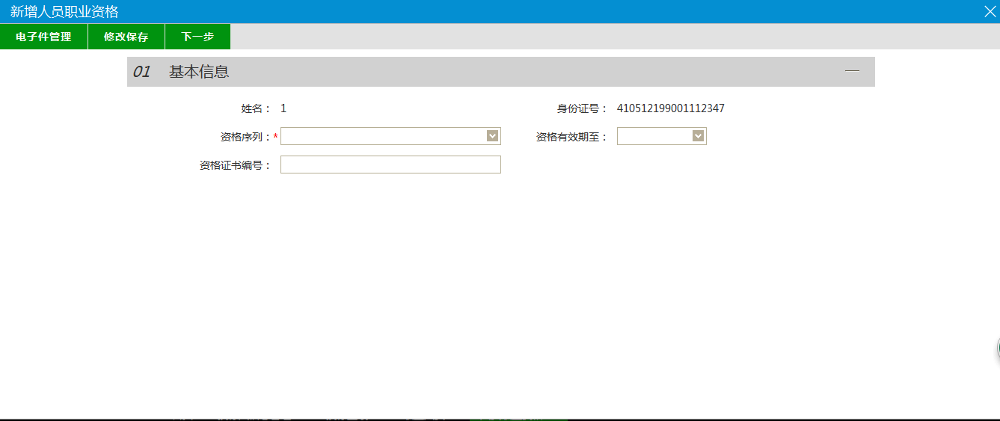 新增人员职业资格
电子件管理 修改保存 下一步
01 基本信息
姓名： 1 身份证号： 410512199001112347
资格序列：* 资格有效期至：
资格证书编号：